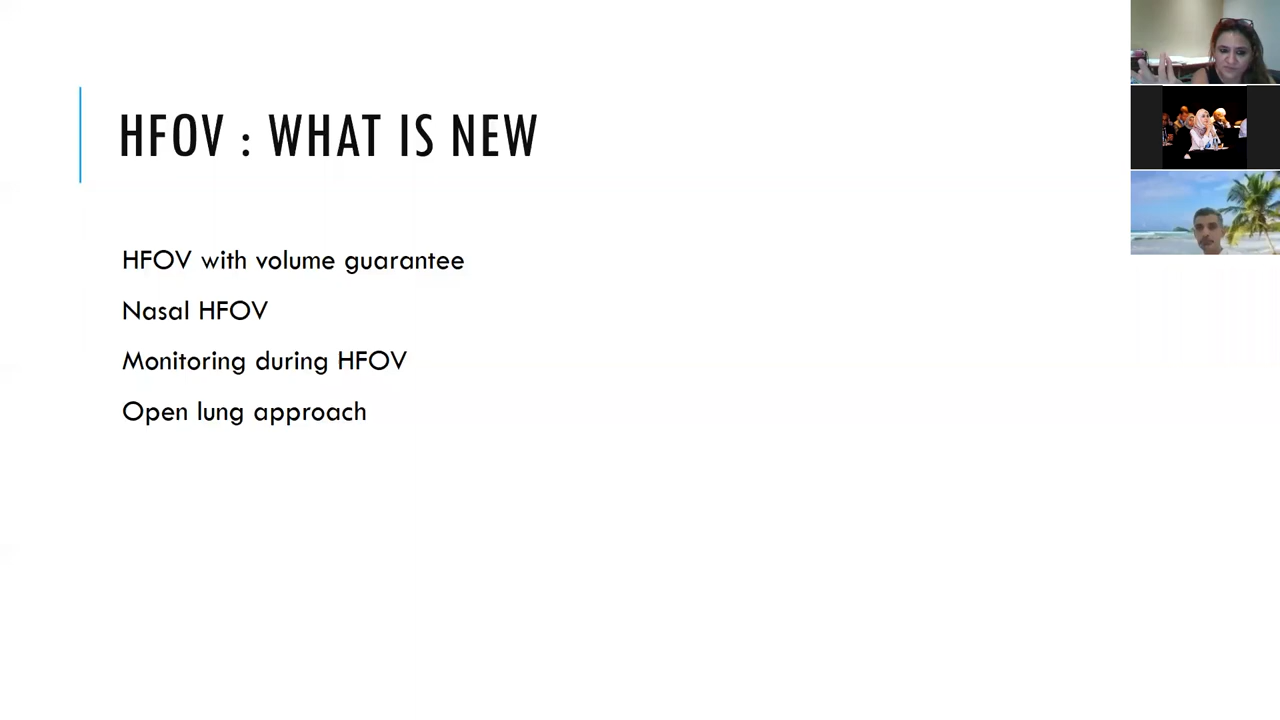 HFOV : WHAT IS NEW
HFOV with volume guarantee
Nasal HFOV
Monitoring during HFOV
Open lung approach